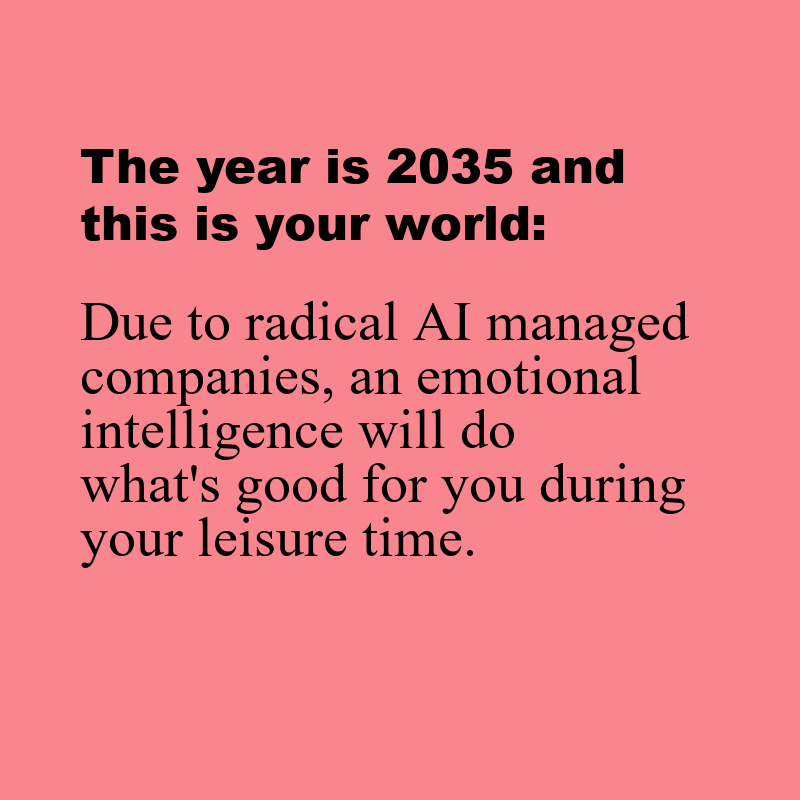 The year is 2035 and
this is your world:
Due to radical AI managed
companies, an emotional
intelligence will do
what's good for you during
your leisure time.